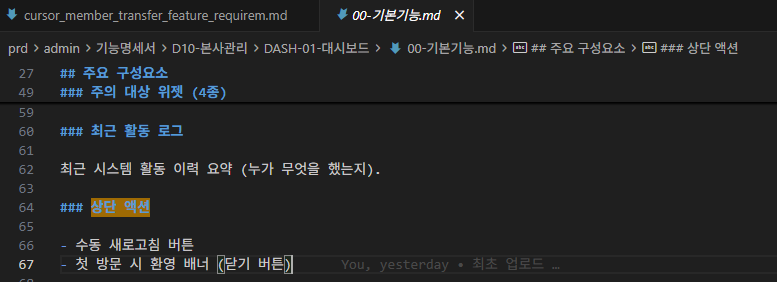 cursor_member_transfer_feature_requirem.md
00-기본기능.md
prd > admin > 기능명세서 > D10-본사관리 > DASH-01-대시보드 > 00-기본기능.md > ## 주요 구성요소 > ### 상단 액션
27 ## 주요 구성요소
49 ### 주의 대상 위젯 (4종)
59
60 ### 최근 활동 로그
61
62 최근 시스템 활동 이력 요약 (누가 무엇을 했는지).
63
64 ### 상단 액션
65
66 - 수동 새로고침 버튼
67 - 첫 방문 시 환영 배너 (닫기 버튼) You, yesterday • 최초 업로드 …